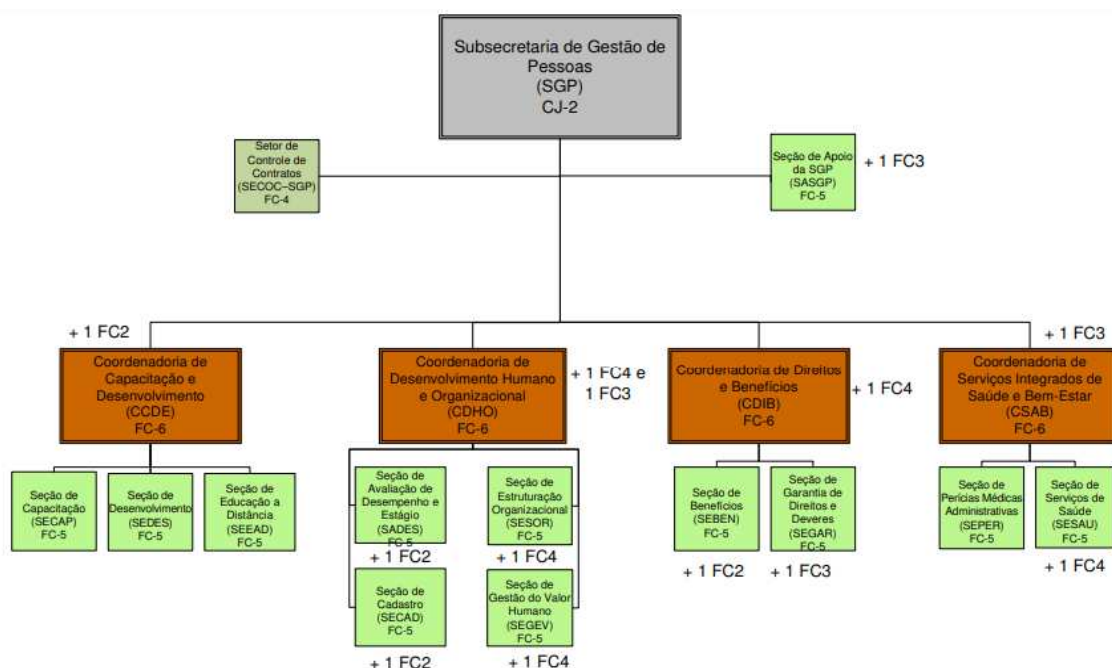 Subsecretaria de Gestão de
Pessoas
(SGP)
CJ-2
Setor de
Controle de
Contratos
(SECOC–SGP)
FC-4
Seção de Apoio
da SGP
(SASGP)
FC-5
+ 1 FC3
+ 1 FC2
Coordenadoria de
Capacitação e
Desenvolvimento
(CCDE)
FC-6
Coordenadoria de
Desenvolvimento Humano
e Organizacional
(CDHO)
FC-6
+ 1 FC4 e
1 FC3
Coordenadoria de Direitos
e Benefícios
(CDIB)
FC-6
+ 1 FC4
+ 1 FC3
Coordenadoria de
Serviços Integrados de
Saúde e Bem-Estar
(CSAB)
FC-6
Seção de
Capacitação
(SECAP)
FC-5
Seção de
Desenvolvimento
(SEDES)
FC-5
Seção de
Educação a
Distância
(SEEAD)
FC-5
Seção de
Avaliação de
Desempenho e
Estágio
(SADES)
FC-5
+ 1 FC2
Seção de
Estruturação
Organizacional
(SESOR)
FC-5
+ 1 FC4
Seção de
Cadastro
(SECAD)
FC-5
+ 1 FC2
Seção de
Gestão do Valor
Humano
(SEGEV)
FC-5
+ 1 FC4
Seção de
Benefícios
(SEBEN)
FC-5
+ 1 FC2
Seção de
Garantia de
Direitos e
Deveres
(SEGAR)
FC-5
+ 1 FC3
Seção de
Perícias Médicas
Administrativas
(SEPER)
FC-5
Seção de
Serviços de
Saúde
(SESAU)
FC-5
+ 1 FC4